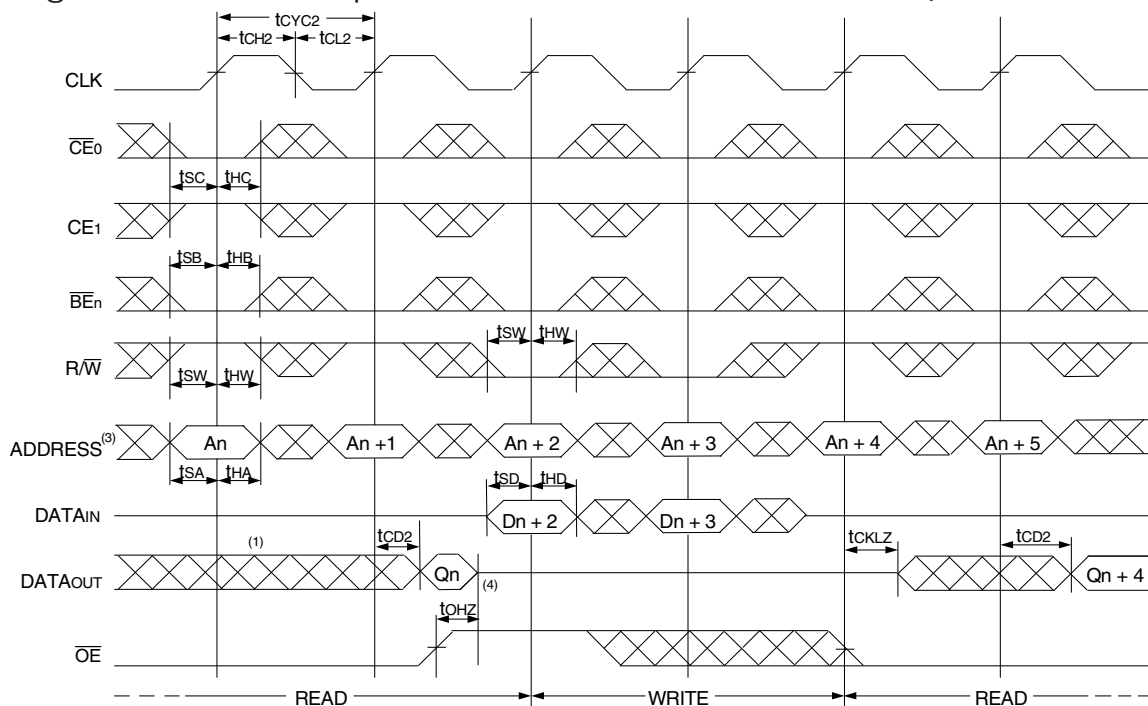 tCYC2
tCH2 tCL2
CLK
CE0
tSC tHC
CE1
tSB tHB
BEn
tSW tHW
R/W
tSW tHW
ADDRESS(3) An An +1 An + 2 An + 3 An + 4 An + 5
tSA tHA tSD tHD
DATAIN Dn + 2 Dn + 3
(1) tCD2 tCKLZ tCD2
DATAOUT Qn (4) Qn + 4
tOHZ
OE
READ WRITE READ